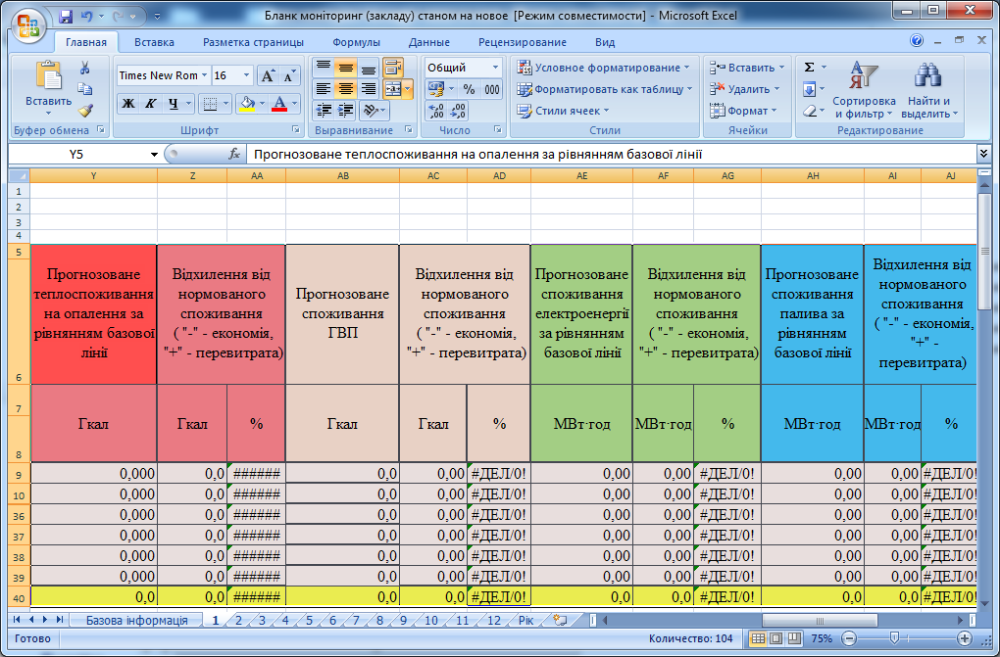 Бланк моніторинг (закладу) станом на новое [Режим совместимости] - Microsoft Excel
Главная Вставка Разметка страницы Формулы Данные Рецензирование Вид
Вставить
Буфер обмена
Times New Rom 16
Ж К Ч
Шрифт
Выравнивание
Общий
% 000
Число
Условное форматирование
Форматировать как таблицу
Стили ячеек
Стили
Вставить
Удалить
Формат
Ячейки
Σ
Сортировка и фильтр
Найти и выделить
Редактирование
Y5 fx Прогнозоване теплоспоживання на опалення за рівнянням базової лінії
Y Z AA AB AC AD AE AF AG AH AI AJ
1
2
3
4
5
6
7
8
Прогнозоване
теплоспоживання
на опалення за
рівнянням базової
лінії
Відхилення від
нормованого
споживання
( "-" - економія,
"+" - перевитрата)
Прогнозоване
споживання
ГВП
Відхилення від
нормованого
споживання
( "-" - економія,
"+" - перевитрата)
Прогнозоване
споживання
електроенергії
за рівнянням
базової лінії
Відхилення від
нормованого
споживання
( "-" - економія,
"+" - перевитрата)
Прогнозоване
споживання
палива за
рівнянням
базової лінії
Відхилення від
нормованого
споживання
( "-" - економія,
"+" -
перевитрата)
Гкал Гкал % Гкал Гкал % МВт·год МВт·год % МВт·год МВт·год %
9 0,000 0,0 ###### 0,0 0,00 #ДЕЛ/0! 0,00 0,00 #ДЕЛ/0! 0,00 0,00 #ДЕЛ/0!
10 0,000 0,0 ###### 0,0 0,00 #ДЕЛ/0! 0,00 0,00 #ДЕЛ/0! 0,00 0,00 #ДЕЛ/0!
36 0,000 0,0 ###### 0,0 0,00 #ДЕЛ/0! 0,00 0,00 #ДЕЛ/0! 0,00 0,00 #ДЕЛ/0!
37 0,000 0,0 ###### 0,0 0,00 #ДЕЛ/0! 0,00 0,00 #ДЕЛ/0! 0,00 0,00 #ДЕЛ/0!
38 0,000 0,0 ###### 0,0 0,00 #ДЕЛ/0! 0,00 0,00 #ДЕЛ/0! 0,00 0,00 #ДЕЛ/0!
39 0,000 0,0 ###### 0,0 0,00 #ДЕЛ/0! 0,00 0,00 #ДЕЛ/0! 0,00 0,00 #ДЕЛ/0!
40 0,0 0,0 ###### 0,0 0,0 #ДЕЛ/0! 0,0 0,0 #ДЕЛ/0! 0,0 0,0 #ДЕЛ/0!
Базова інформація 1 2 3 4 5 6 7 8 9 10 11 12 Рік
Готово Количество: 104 75%